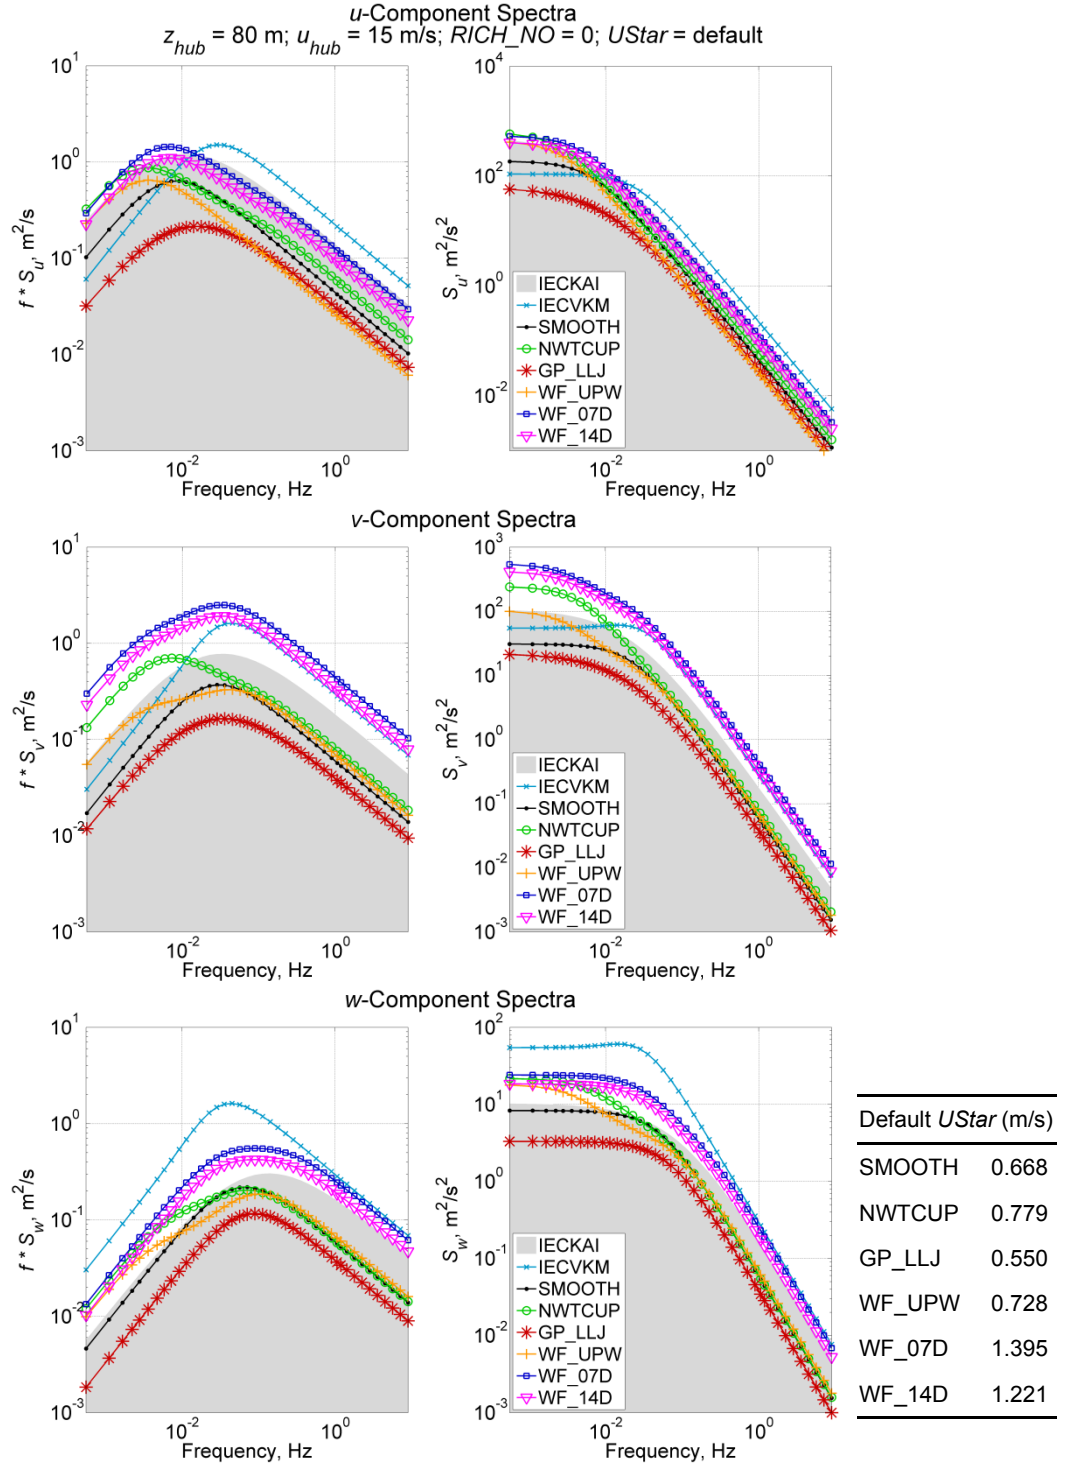 u-Component Spectra
z_hub = 80 m; u_hub = 15 m/s; RICH_NO = 0; UStar = default
10^1
10^0
10^-1
10^-2
10^-3
f * S_u, m^2/s
10^-2
10^0
Frequency, Hz
10^4
10^2
10^0
10^-2
S_u, m^2/s^2
IECKAI
IECVKM
SMOOTH
NWTCUP
GP_LLJ
WF_UPW
WF_07D
WF_14D
10^-2
10^0
Frequency, Hz
v-Component Spectra
10^1
10^0
10^-1
10^-2
10^-3
f * S_v, m^2/s
10^-2
10^0
Frequency, Hz
10^3
10^2
10^1
10^0
10^-1
10^-2
10^-3
S_v, m^2/s^2
IECKAI
IECVKM
SMOOTH
NWTCUP
GP_LLJ
WF_UPW
WF_07D
WF_14D
10^-2
10^0
Frequency, Hz
w-Component Spectra
10^1
10^0
10^-1
10^-2
10^-3
f * S_w, m^2/s
10^-2
10^0
Frequency, Hz
10^2
10^1
10^0
10^-1
10^-2
10^-3
S_w, m^2/s^2
IECKAI
IECVKM
SMOOTH
NWTCUP
GP_LLJ
WF_UPW
WF_07D
WF_14D
10^-2
10^0
Frequency, Hz
Default UStar (m/s)
SMOOTH 0.668
NWTCUP 0.779
GP_LLJ 0.550
WF_UPW 0.728
WF_07D 1.395
WF_14D 1.221